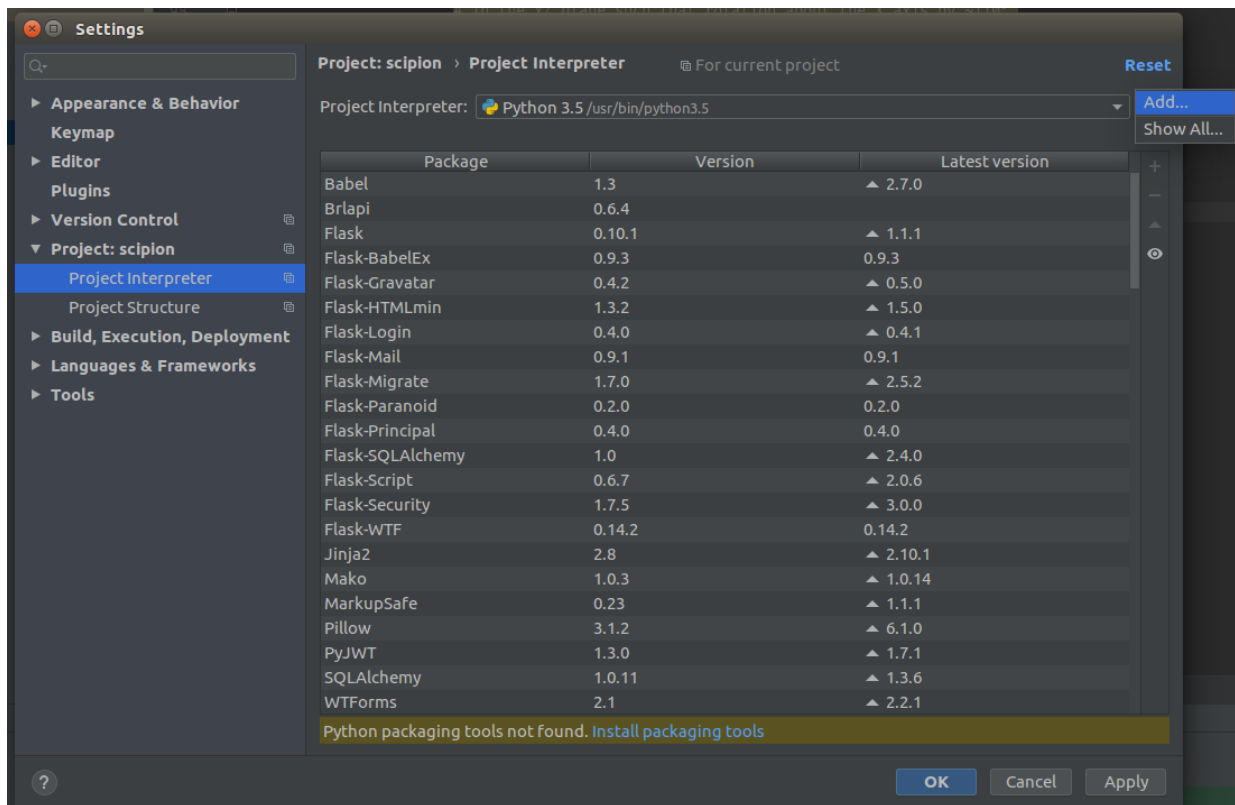 Settings
Project: scipion › Project Interpreter For current project Reset
Appearance & Behavior
Keymap
Editor
Plugins
Version Control
Project: scipion
Project Interpreter
Project Structure
Build, Execution, Deployment
Languages & Frameworks
Tools
Project Interpreter: Python 3.5 /usr/bin/python3.5
Add...
Show All...
Package Version Latest version
Babel 1.3 2.7.0
Brlapi 0.6.4
Flask 0.10.1 1.1.1
Flask-BabelEx 0.9.3 0.9.3
Flask-Gravatar 0.4.2 0.5.0
Flask-HTMLmin 1.3.2 1.5.0
Flask-Login 0.4.0 0.4.1
Flask-Mail 0.9.1 0.9.1
Flask-Migrate 1.7.0 2.5.2
Flask-Paranoid 0.2.0 0.2.0
Flask-Principal 0.4.0 0.4.0
Flask-SQLAlchemy 1.0 2.4.0
Flask-Script 0.6.7 2.0.6
Flask-Security 1.7.5 3.0.0
Flask-WTF 0.14.2 0.14.2
Jinja2 2.8 2.10.1
Mako 1.0.3 1.0.14
MarkupSafe 0.23 1.1.1
Pillow 3.1.2 6.1.0
PyJWT 1.3.0 1.7.1
SQLAlchemy 1.0.11 1.3.6
WTForms 2.1 2.2.1
Python packaging tools not found. Install packaging tools
? OK Cancel Apply